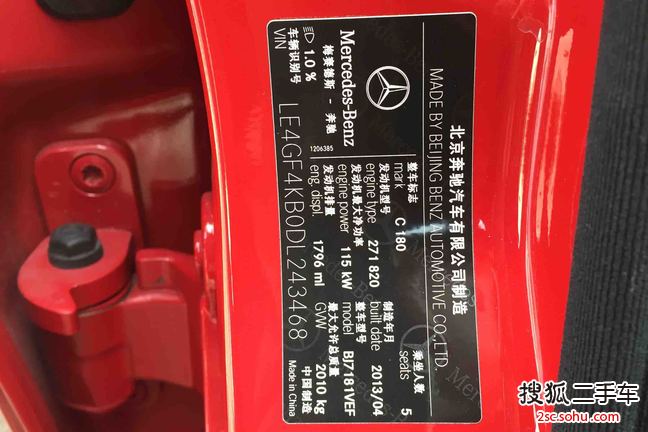 北京奔驰汽车有限公司制造
MADE BY BEIJING BENZ AUTOMOTIVE CO.,LTD.
Mercedes-Benz
梅赛德斯 - 奔驰
1.0 %
1206385
整车标志
mark
C 180
乘坐人数
seats
5
发动机型号
engine type
271 820
制造年月
built date
2013/04
发动机最大净功率
engine power
115 kW
整车型号
model
BJ7181VEF
发动机排量
eng. displ.
1796 ml
最大允许总质量
GVW
2010 kg
车辆识别号
VIN
LE4GF4KB0DL243468
中国制造
Made in China
搜狐二手车
2sc.sohu.com